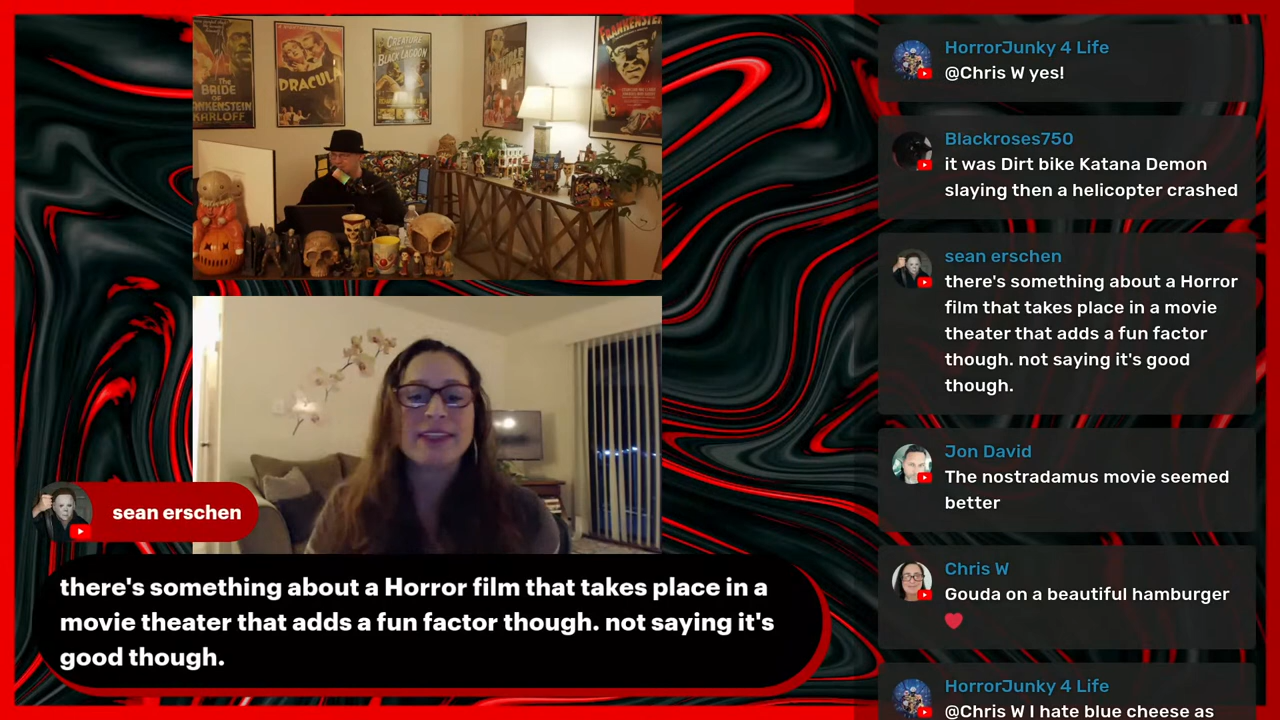 The
BRIDE
OF
KARLOFF
DRACULA
CREATURE
BLACK LAGOON
FRANKENSTEIN
sean erschen
there's something about a Horror film that takes place in a
movie theater that adds a fun factor though. not saying it's
good though.
HorrorJunky 4 Life
@Chris W yes!
Blackroses750
it was Dirt bike Katana Demon
slaying then a helicopter crashed
sean erschen
there's something about a Horror
film that takes place in a movie
theater that adds a fun factor
though. not saying it's good
though.
Jon David
The nostradamus movie seemed
better
Chris W
Gouda on a beautiful hamburger
HorrorJunky 4 Life
@Chris W I hate blue cheese as